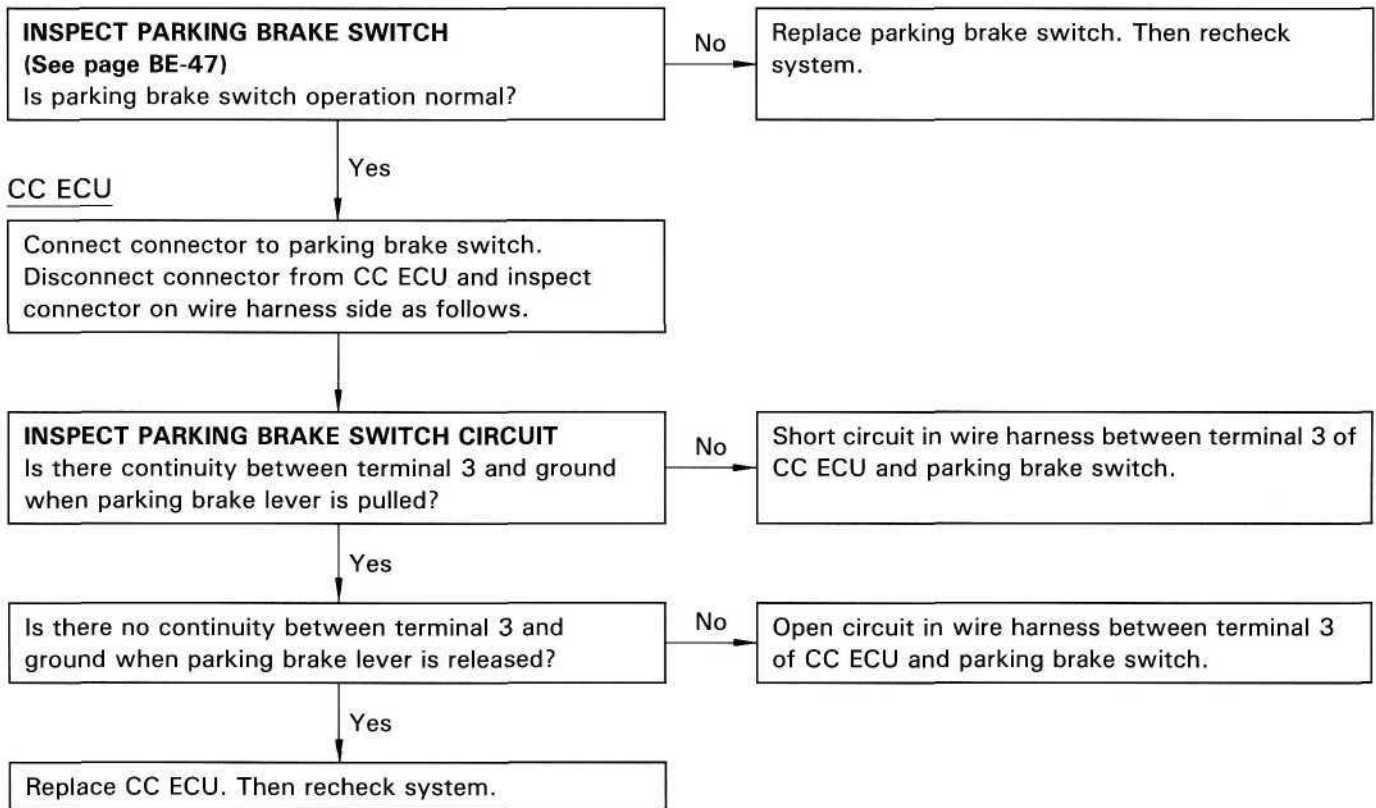 INSPECT PARKING BRAKE SWITCH
(See page BE-47)
Is parking brake switch operation normal?
No
Replace parking brake switch. Then recheck
system.
Yes
CC ECU
Connect connector to parking brake switch.
Disconnect connector from CC ECU and inspect
connector on wire harness side as follows.
INSPECT PARKING BRAKE SWITCH CIRCUIT
Is there continuity between terminal 3 and ground
when parking brake lever is pulled?
No
Short circuit in wire harness between terminal 3 of
CC ECU and parking brake switch.
Yes
Is there no continuity between terminal 3 and
ground when parking brake lever is released?
No
Open circuit in wire harness between terminal 3
of CC ECU and parking brake switch.
Yes
Replace CC ECU. Then recheck system.